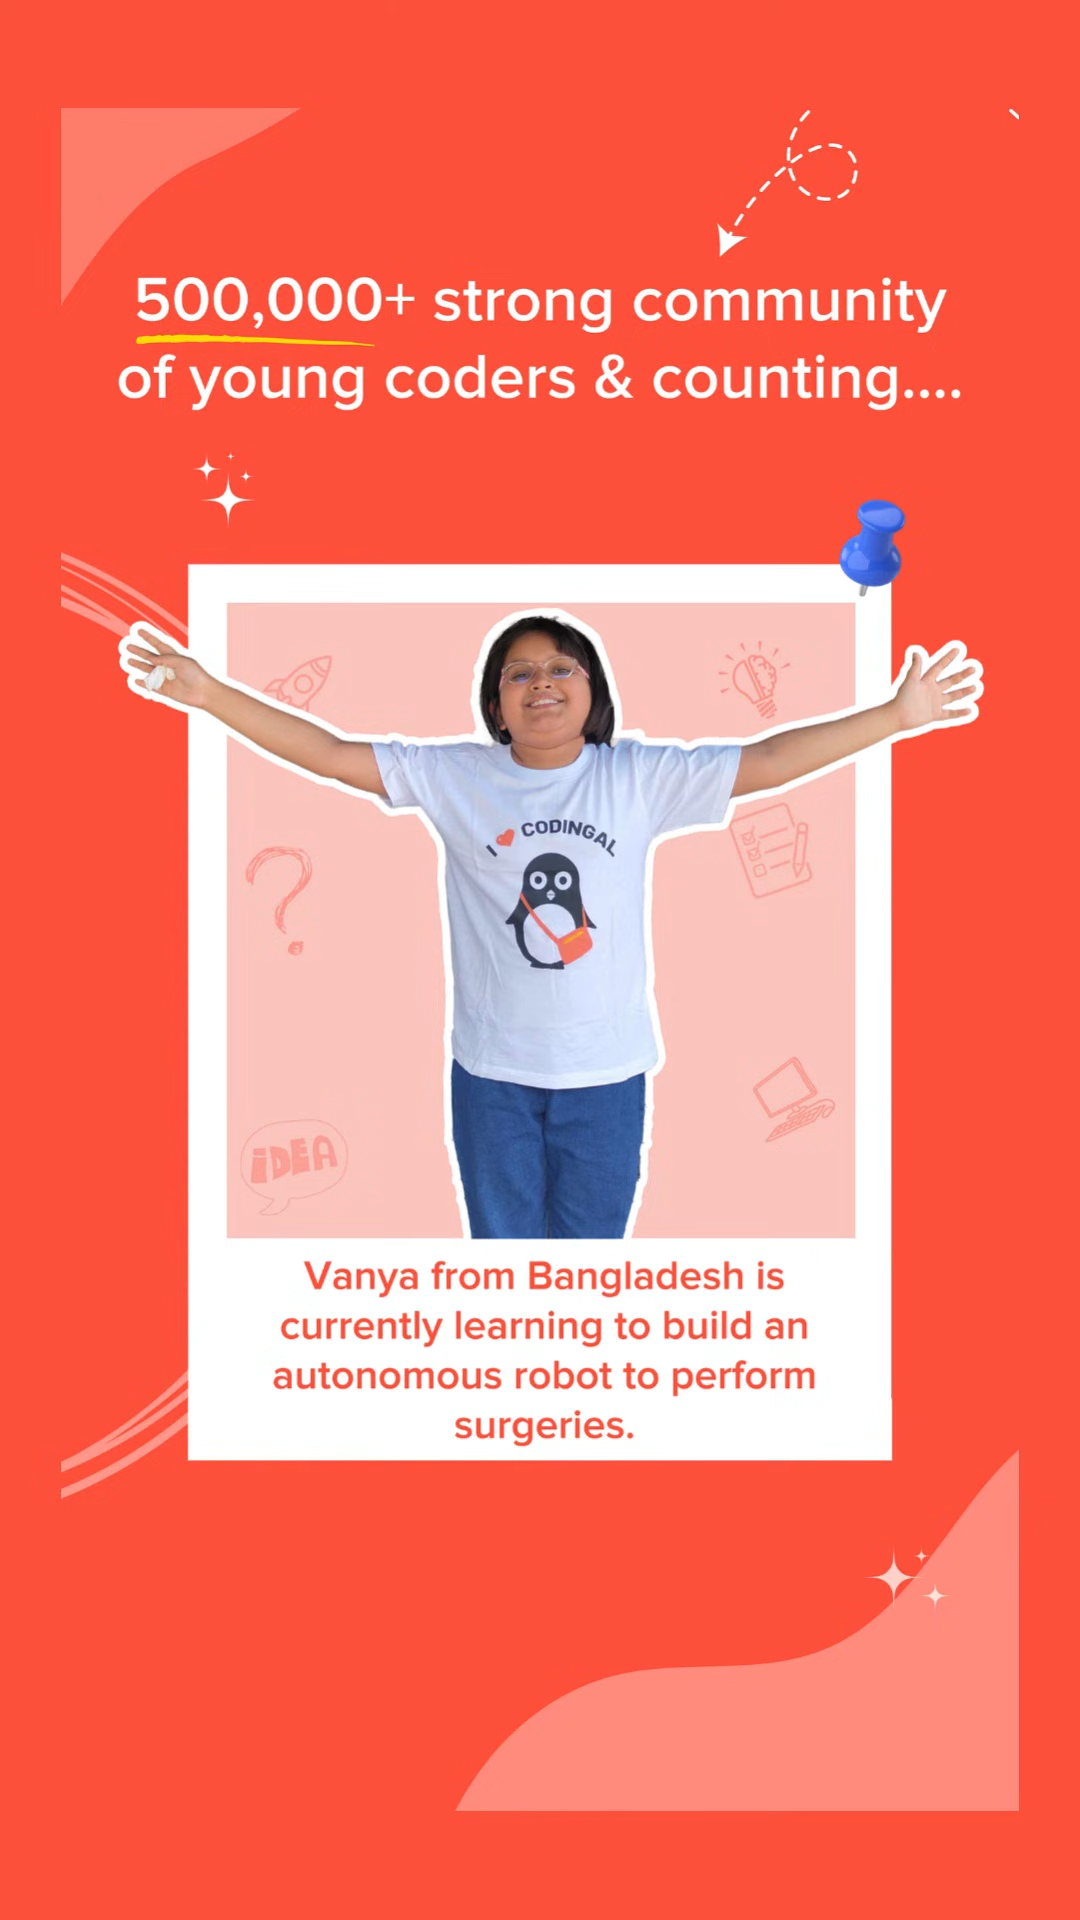 500,000+ strong community
of young coders & counting....
I CODINGAL
IDEA
Vanya from Bangladesh is
currently learning to build an
autonomous robot to perform
surgeries.